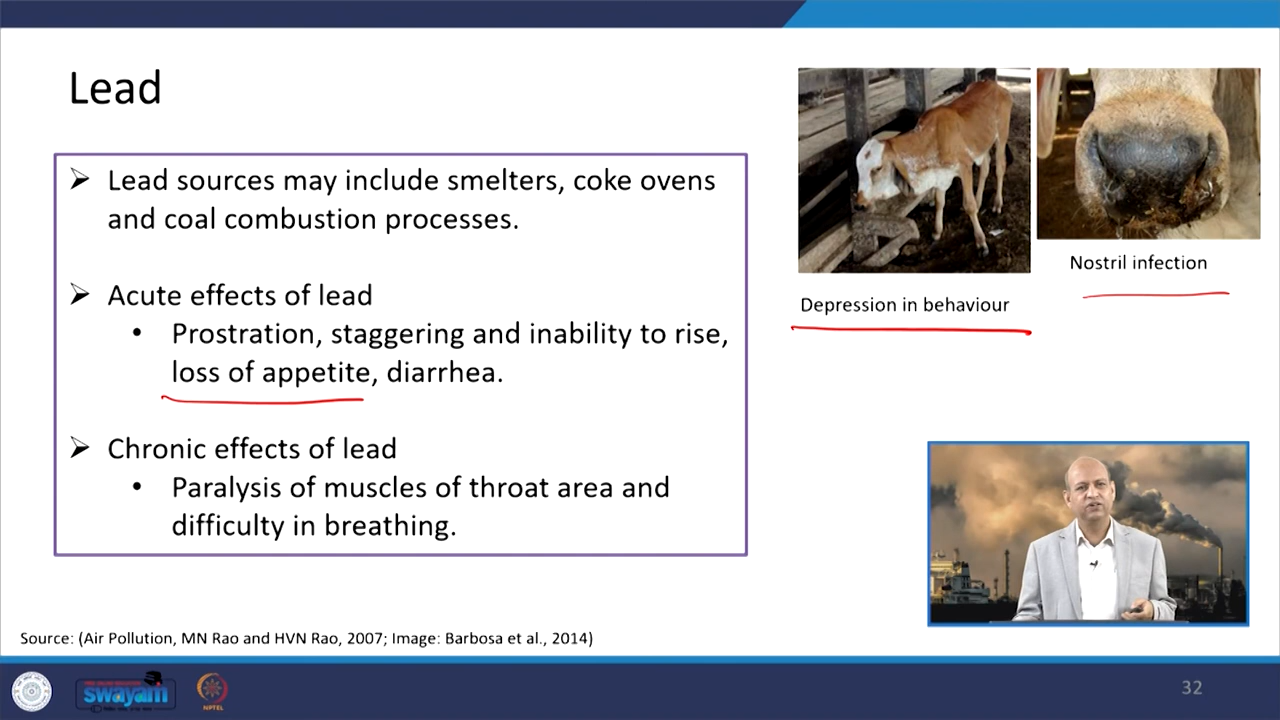 Lead
➢ Lead sources may include smelters, coke ovens
and coal combustion processes.
➢ Acute effects of lead
• Prostration, staggering and inability to rise,
loss of appetite, diarrhea.
➢ Chronic effects of lead
• Paralysis of muscles of throat area and
difficulty in breathing.
Nostril infection
Depression in behaviour
Source: (Air Pollution, MN Rao and HVN Rao, 2007; Image: Barbosa et al., 2014)
swayam
NPTEL
32